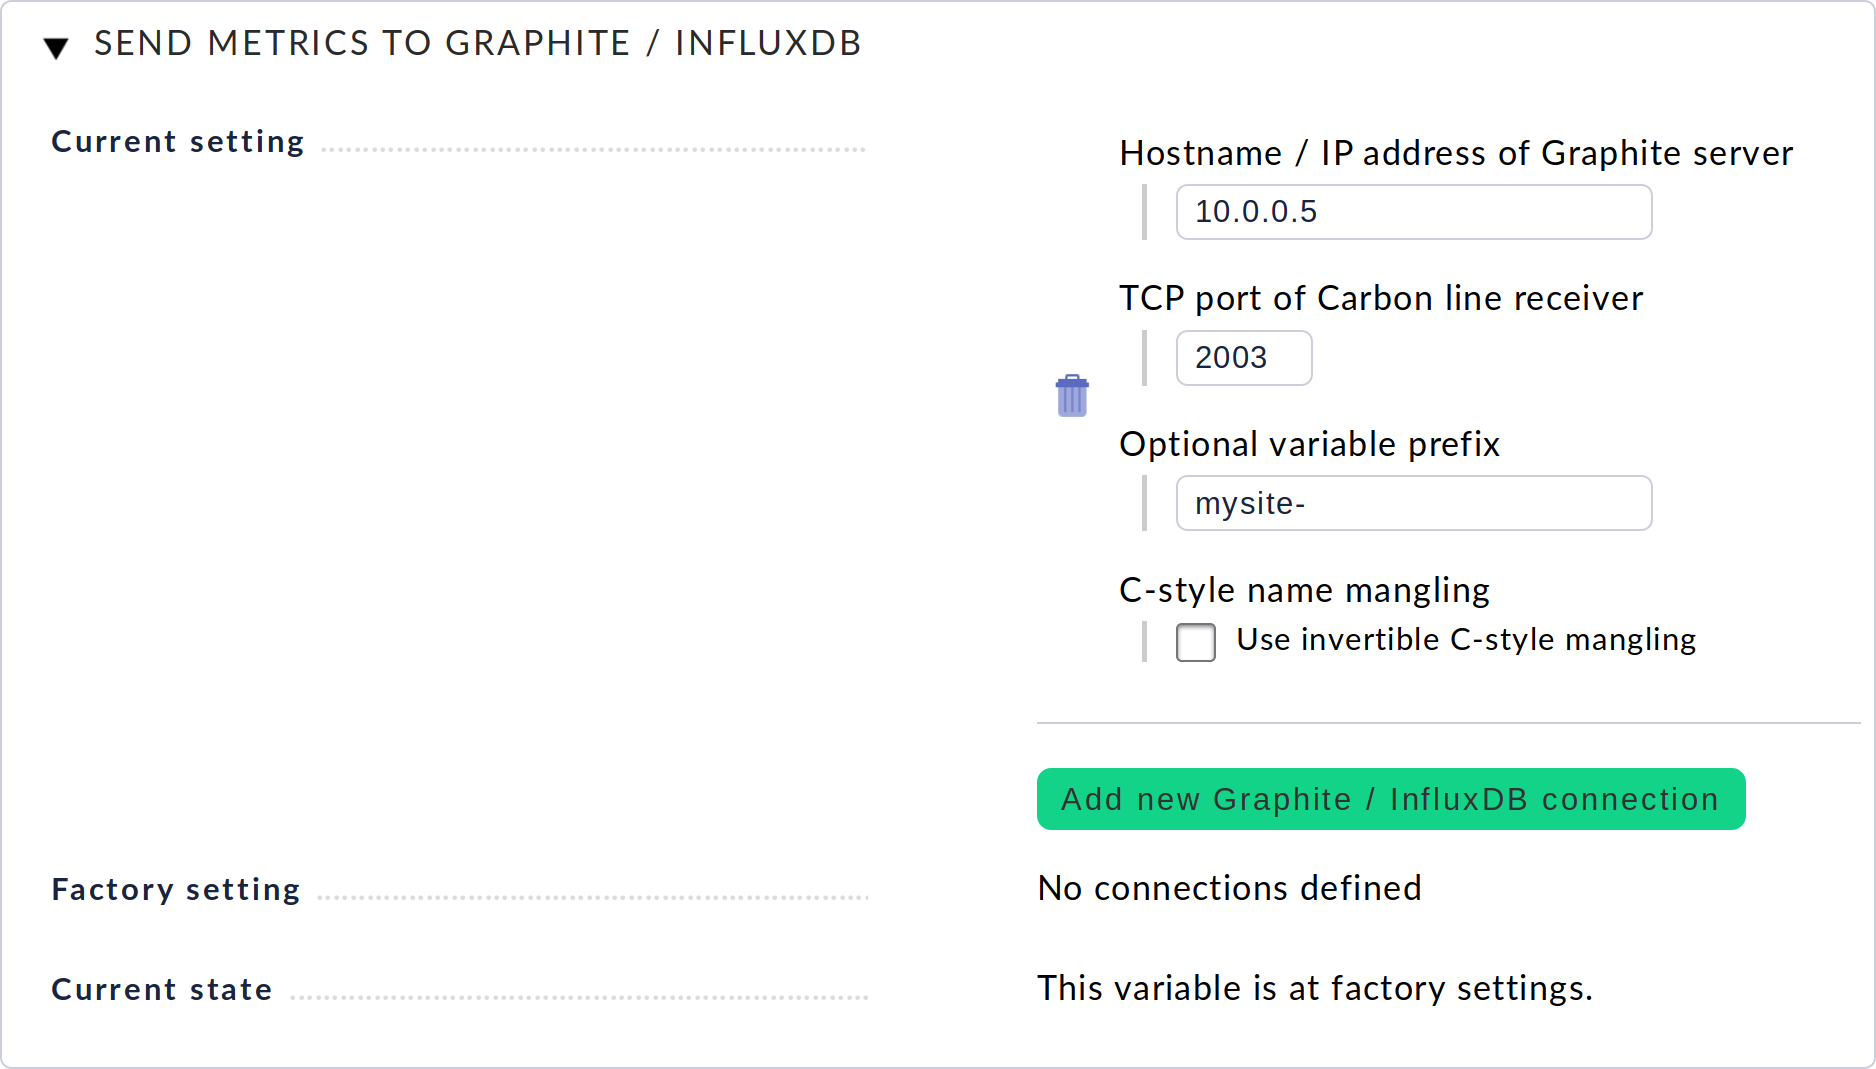 SEND METRICS TO GRAPHITE / INFLUXDB
Current setting
Hostname / IP address of Graphite server
10.0.0.5
TCP port of Carbon line receiver
2003
Optional variable prefix
mysite-
C-style name mangling
Use invertible C-style mangling
Add new Graphite / InfluxDB connection
Factory setting No connections defined
Current state This variable is at factory settings.